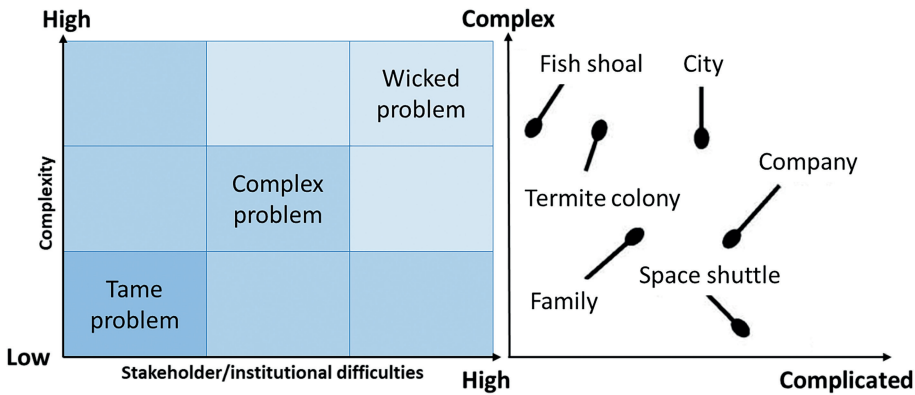 High
Complexity
Wicked
problem
Complex
problem
Tame
problem
Low
Stakeholder/institutional difficulties
High
Complex
Fish shoal
City
Termite colony
Company
Family
Space shuttle
Complicated